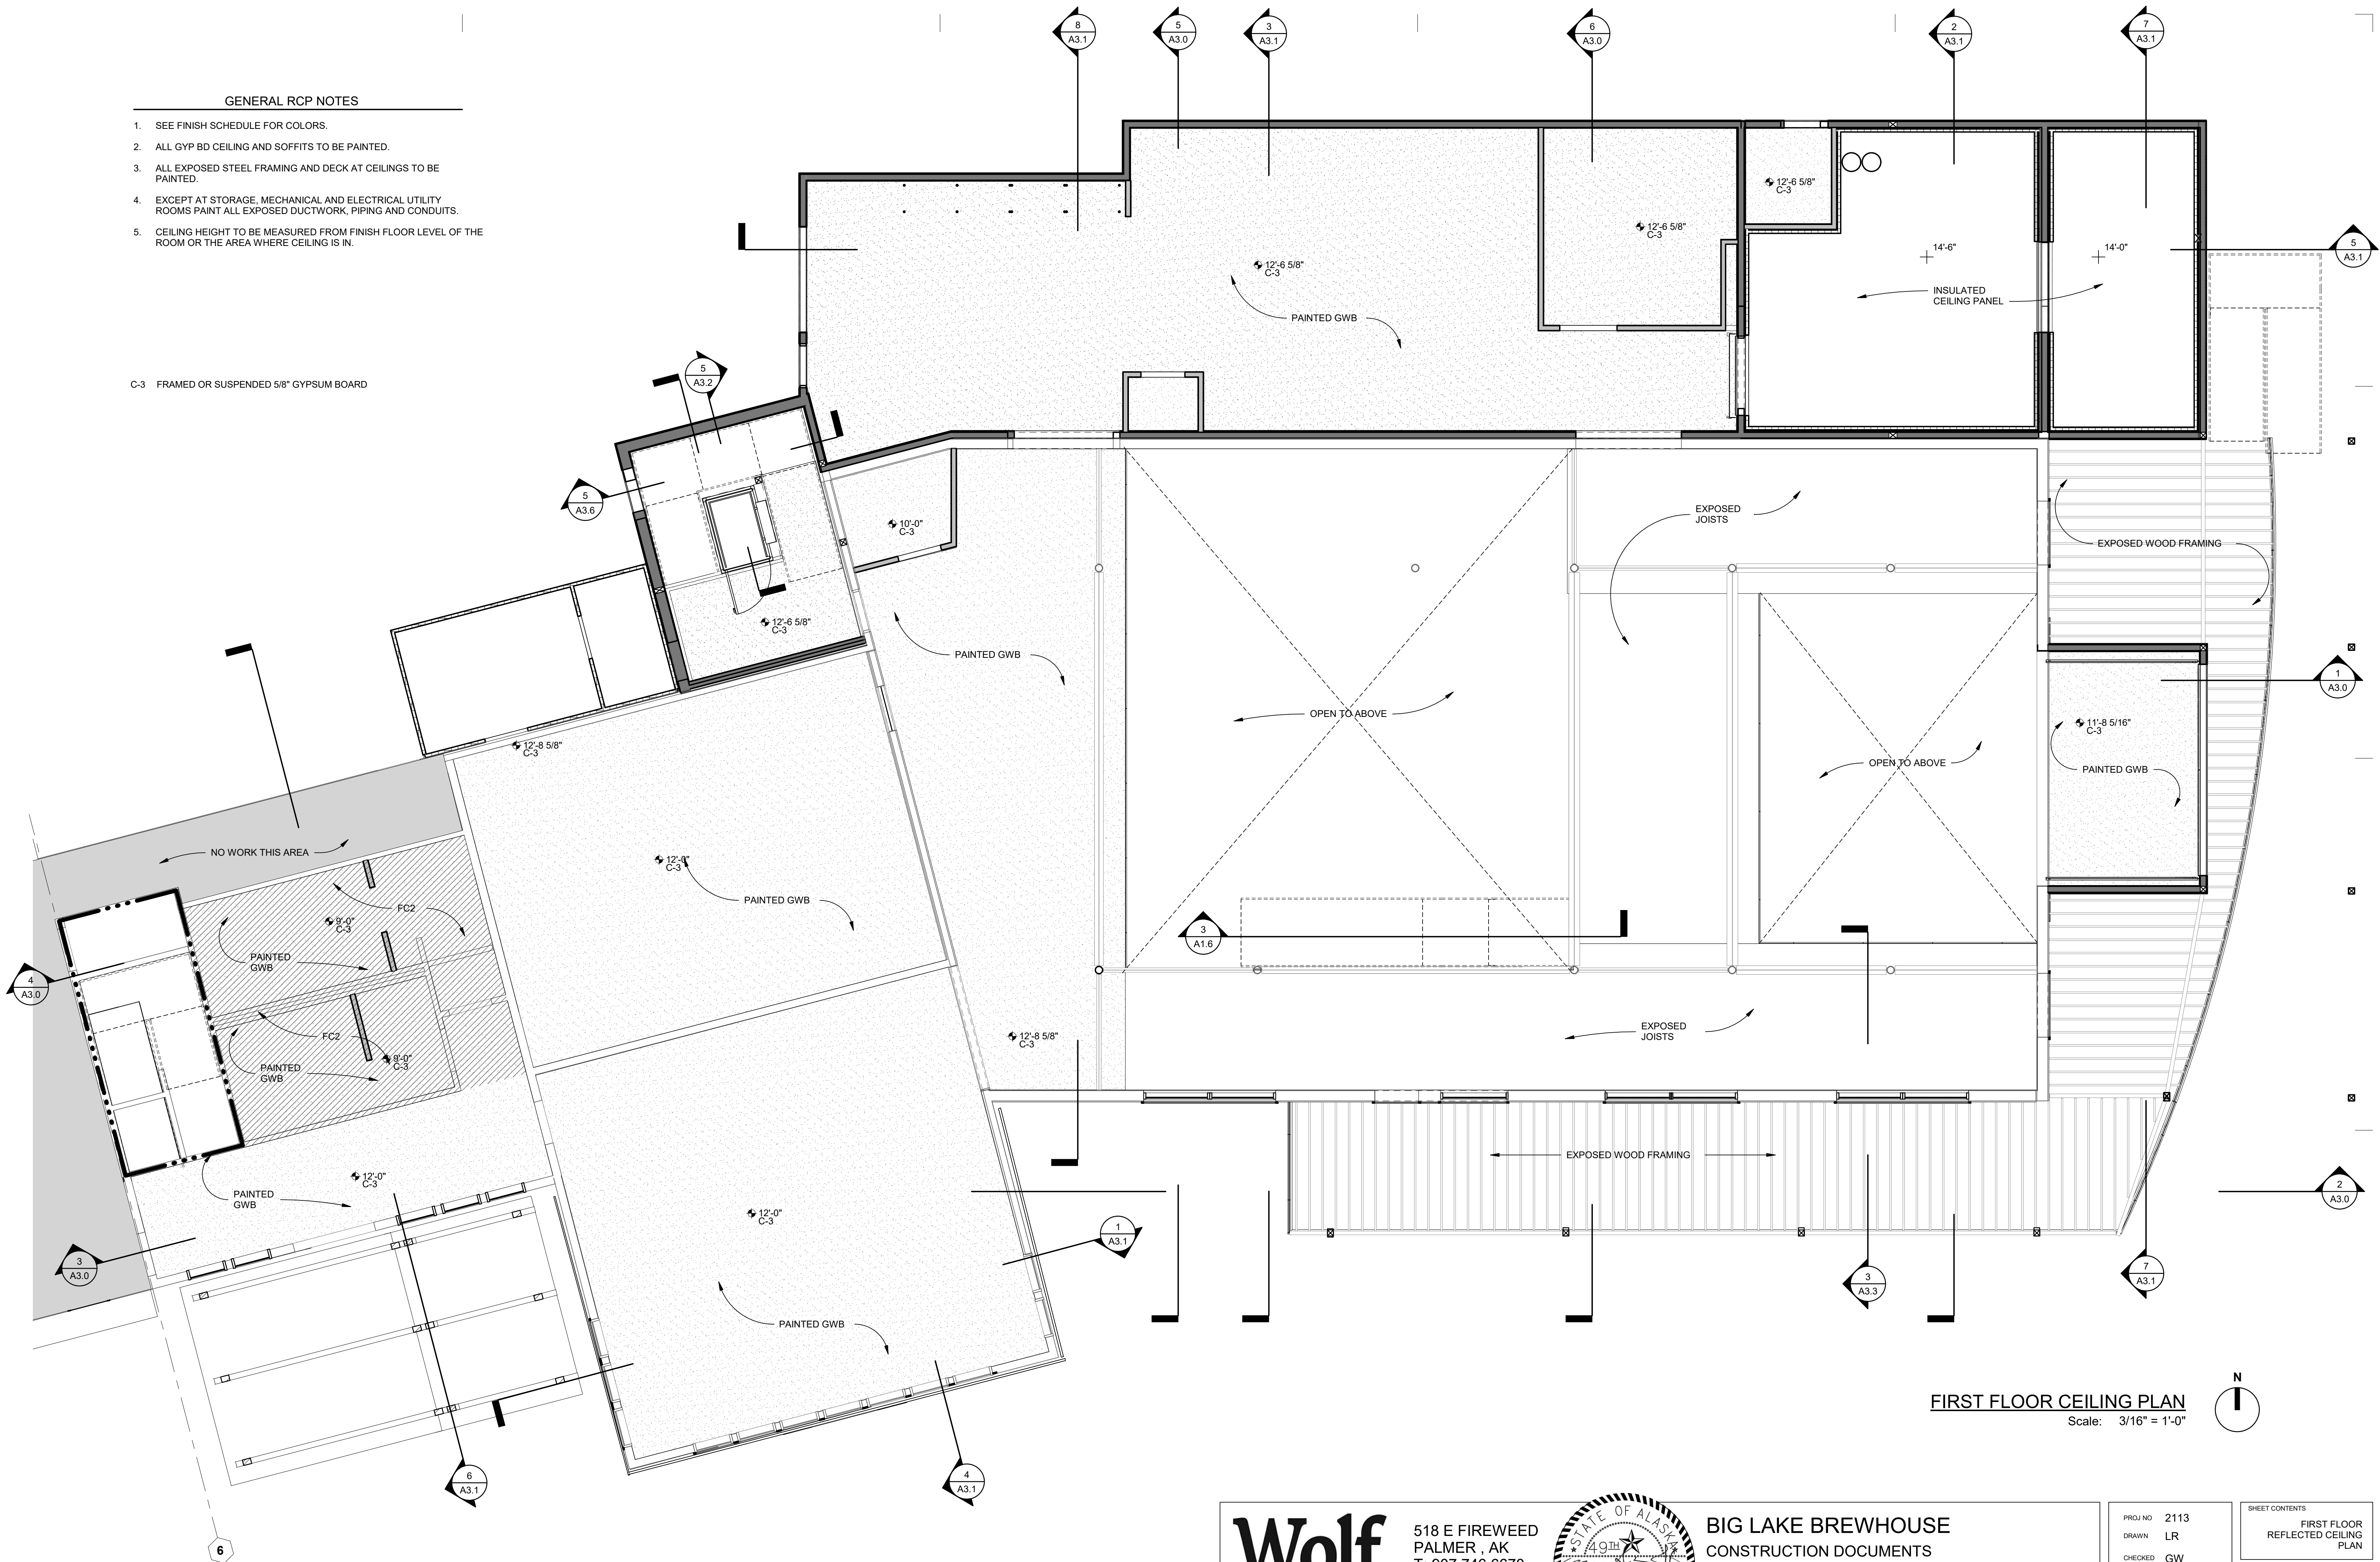 8
A3.1
5
A3.0
3
A3.1
6
A3.0
2
A3.1
7
A3.1
GENERAL RCP NOTES
1. SEE FINISH SCHEDULE FOR COLORS.
2. ALL GYP BD CEILING AND SOFFITS TO BE PAINTED.
3. ALL EXPOSED STEEL FRAMING AND DECK AT CEILINGS TO BE
PAINTED.
4. EXCEPT AT STORAGE, MECHANICAL AND ELECTRICAL UTILITY
ROOMS PAINT ALL EXPOSED DUCTWORK, PIPING AND CONDUITS.
5. CEILING HEIGHT TO BE MEASURED FROM FINISH FLOOR LEVEL OF THE
ROOM OR THE AREA WHERE CEILING IS IN.
C-3 FRAMED OR SUSPENDED 5/8" GYPSUM BOARD
12'-6 5/8"
C-3
12'-6 5/8"
C-3
12'-6 5/8"
C-3
14'-6"
14'-0"
5
A3.1
INSULATED
CEILING PANEL
PAINTED GWB
5
A3.2
5
A3.6
10'-0"
C-3
EXPOSED
JOISTS
EXPOSED WOOD FRAMING
12'-6 5/8"
C-3
PAINTED GWB
1
A3.0
OPEN TO ABOVE
11'-8 5/16"
C-3
12'-8 5/8"
C-3
OPEN TO ABOVE
PAINTED GWB
NO WORK THIS AREA
12'-0"
C-3
PAINTED GWB
FC2
9'-0"
C-3
3
A1.6
PAINTED
GWB
4
A3.0
FC2
12'-8 5/8"
C-3
EXPOSED
JOISTS
9'-0"
C-3
PAINTED
GWB
EXPOSED WOOD FRAMING
12'-0"
C-3
PAINTED
GWB
2
A3.0
12'-0"
C-3
1
A3.1
3
A3.0
3
A3.3
7
A3.1
PAINTED GWB
N
FIRST FLOOR CEILING PLAN
Scale: 3/16" = 1'-0"
6
A3.1
4
A3.1
6
Wolf
518 E FIREWEED
PALMER , AK
STATE OF ALASKA
49TH
BIG LAKE BREWHOUSE
CONSTRUCTION DOCUMENTS
PROJ NO 2113
DRAWN LR
CHECKED GW
SHEET CONTENTS
FIRST FLOOR
REFLECTED CEILING
PLAN